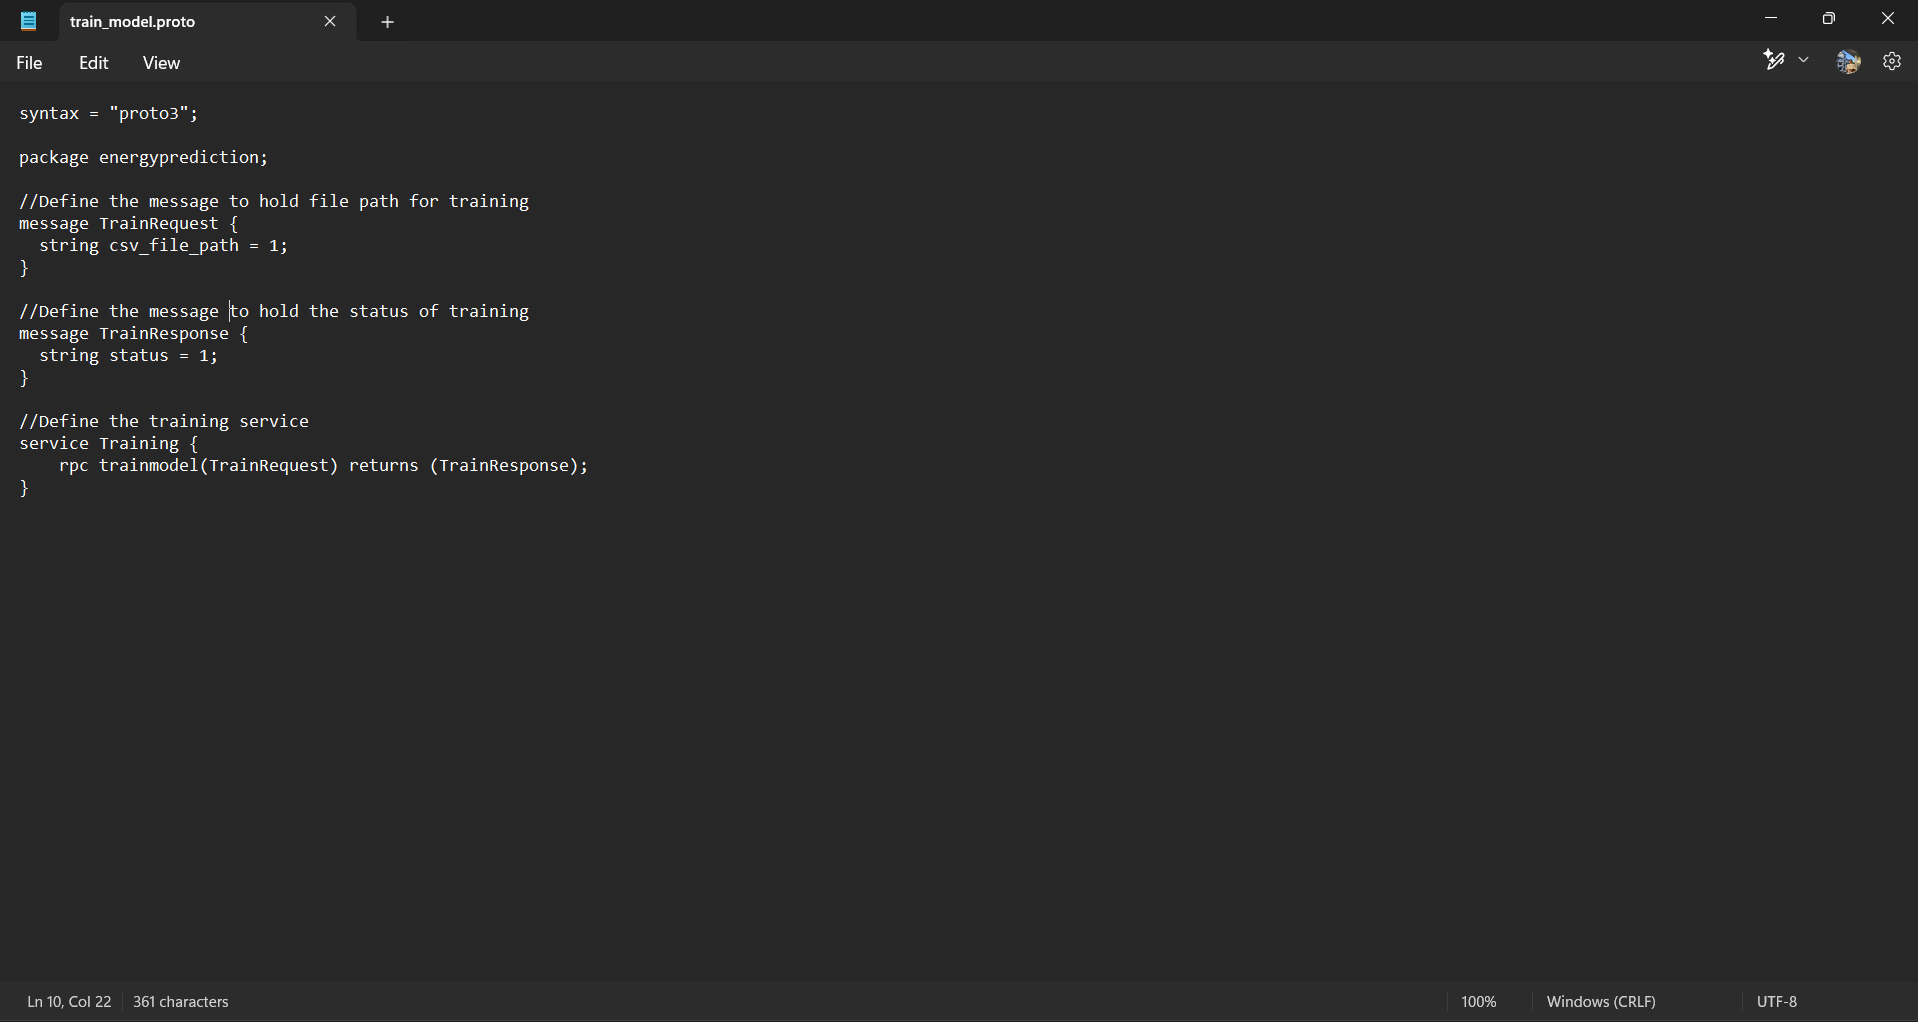 train_model.proto
File Edit View
syntax = "proto3";
package energyprediction;
//Define the message to hold file path for training
message TrainRequest {
  string csv_file_path = 1;
}
//Define the message to hold the status of training
message TrainResponse {
  string status = 1;
}
//Define the training service
service Training {
    rpc trainmodel(TrainRequest) returns (TrainResponse);
}
Ln 10, Col 22 361 characters 100% Windows (CRLF) UTF-8